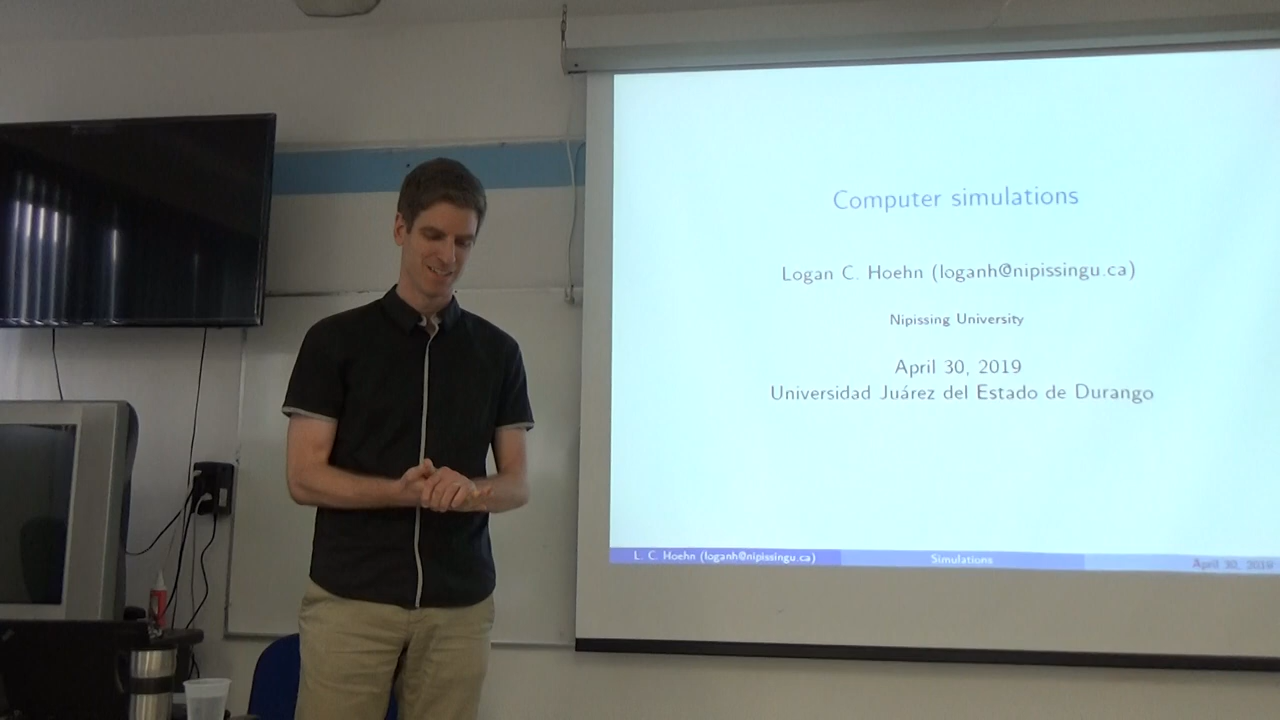 Computer simulations
Logan C. Hoehn (loganh@nipissingu.ca)
Nipissing University
April 30, 2019
Universidad Juárez del Estado de Durango
L. C. Hoehn (loganh@nipissingu.ca)
Simulations
April 30, 2019